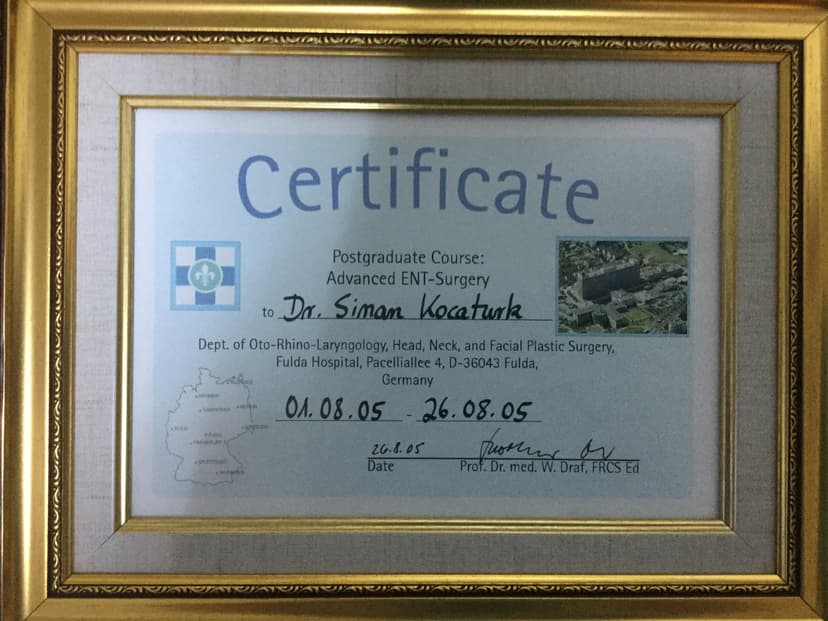 Certificate
Postgraduate Course:
Advanced ENT-Surgery
to Dr. Siman Kocaturk
Dept. of Oto-Rhino-Laryngology, Head, Neck, and Facial Plastic Surgery,
Fulda Hospital, Pacelliallee 4, D-36043 Fulda,
Germany
01.08.05 - 26.08.05
26.8.05
Date
Prof. Dr. med. W. Draf, FRCS Ed